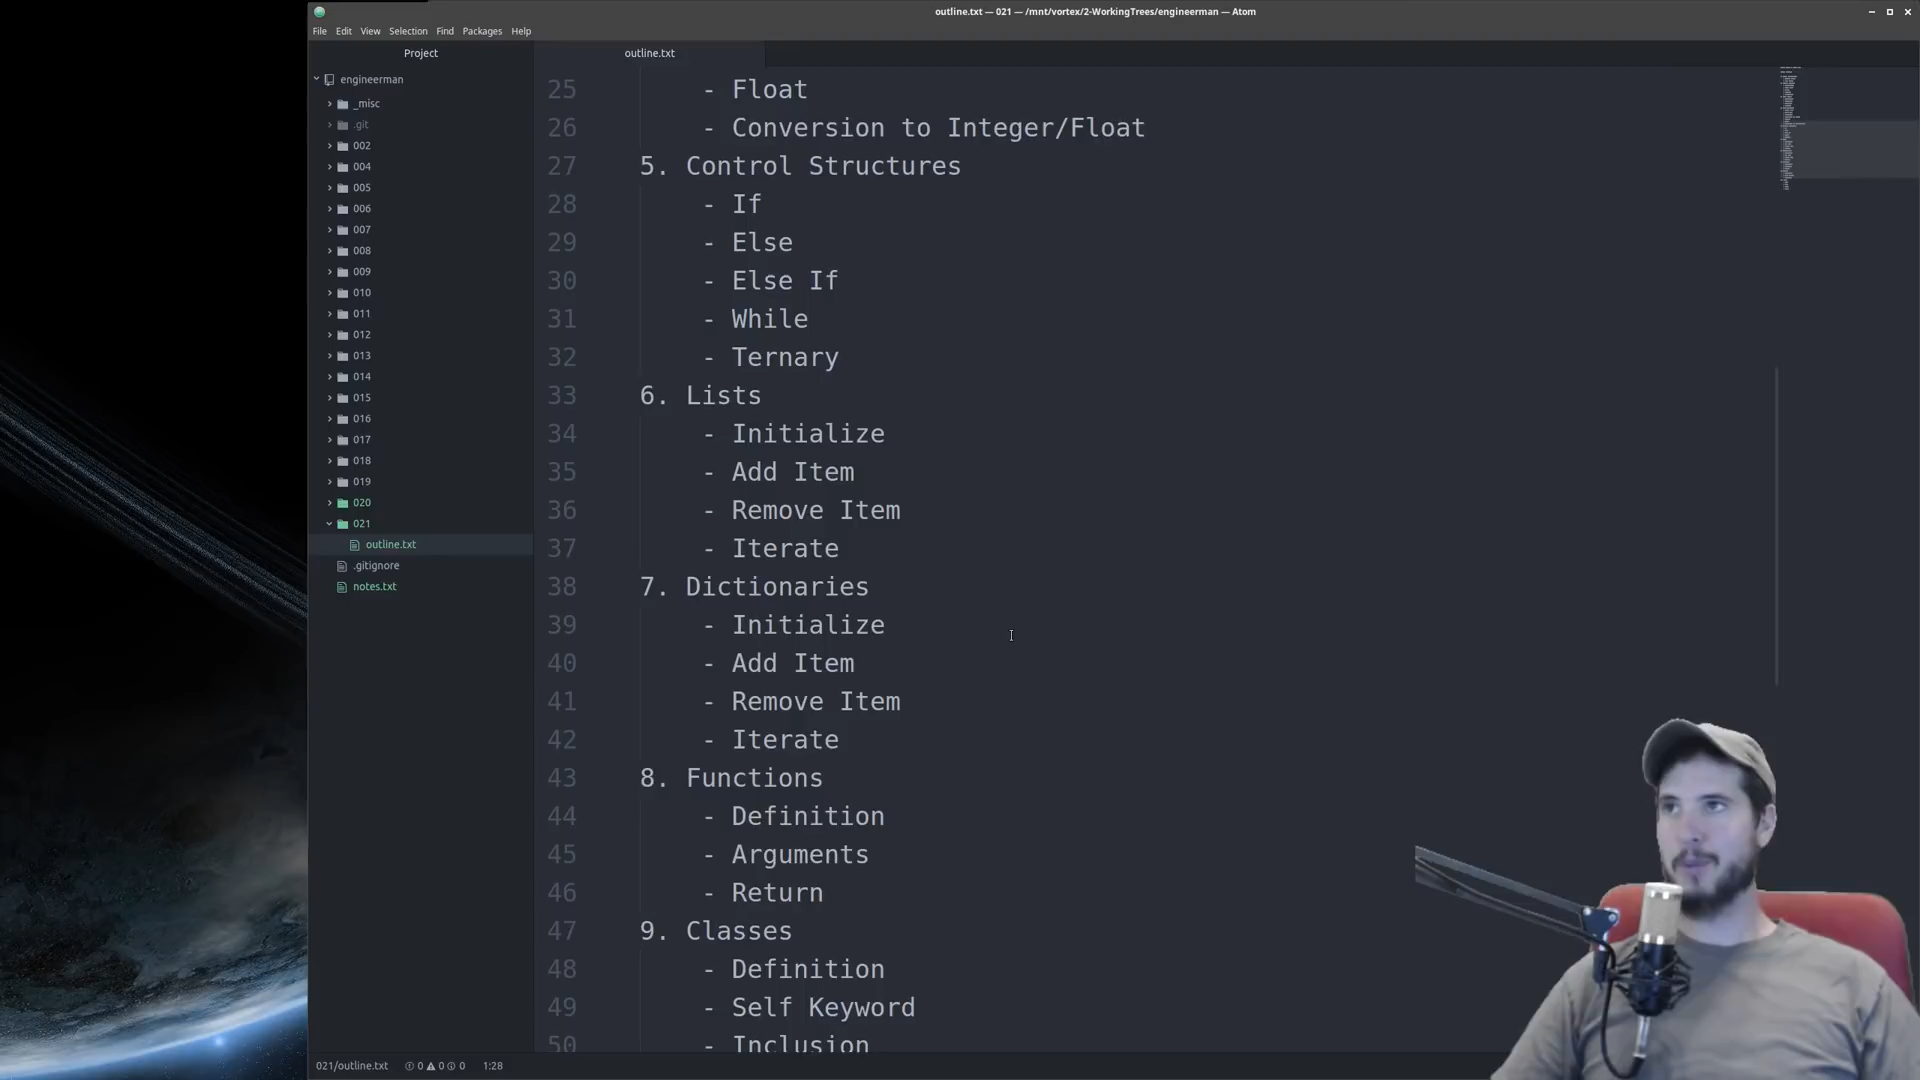 outline.txt — 021 — /mnt/vortex/2-WorkingTrees/engineerman — Atom
File Edit View Selection Find Packages Help
Project
outline.txt
engineerman
_misc
.git
002
004
005
006
007
008
009
010
011
012
013
014
015
016
017
018
019
020
021
outline.txt
.gitignore
notes.txt
25 - Float
26 - Conversion to Integer/Float
27 5. Control Structures
28 - If
29 - Else
30 - Else If
31 - While
32 - Ternary
33 6. Lists
34 - Initialize
35 - Add Item
36 - Remove Item
37 - Iterate
38 7. Dictionaries
39 - Initialize
40 - Add Item
41 - Remove Item
42 - Iterate
43 8. Functions
44 - Definition
45 - Arguments
46 - Return
47 9. Classes
48 - Definition
49 - Self Keyword
50 - Inclusion
021/outline.txt 0 0 0 1:28